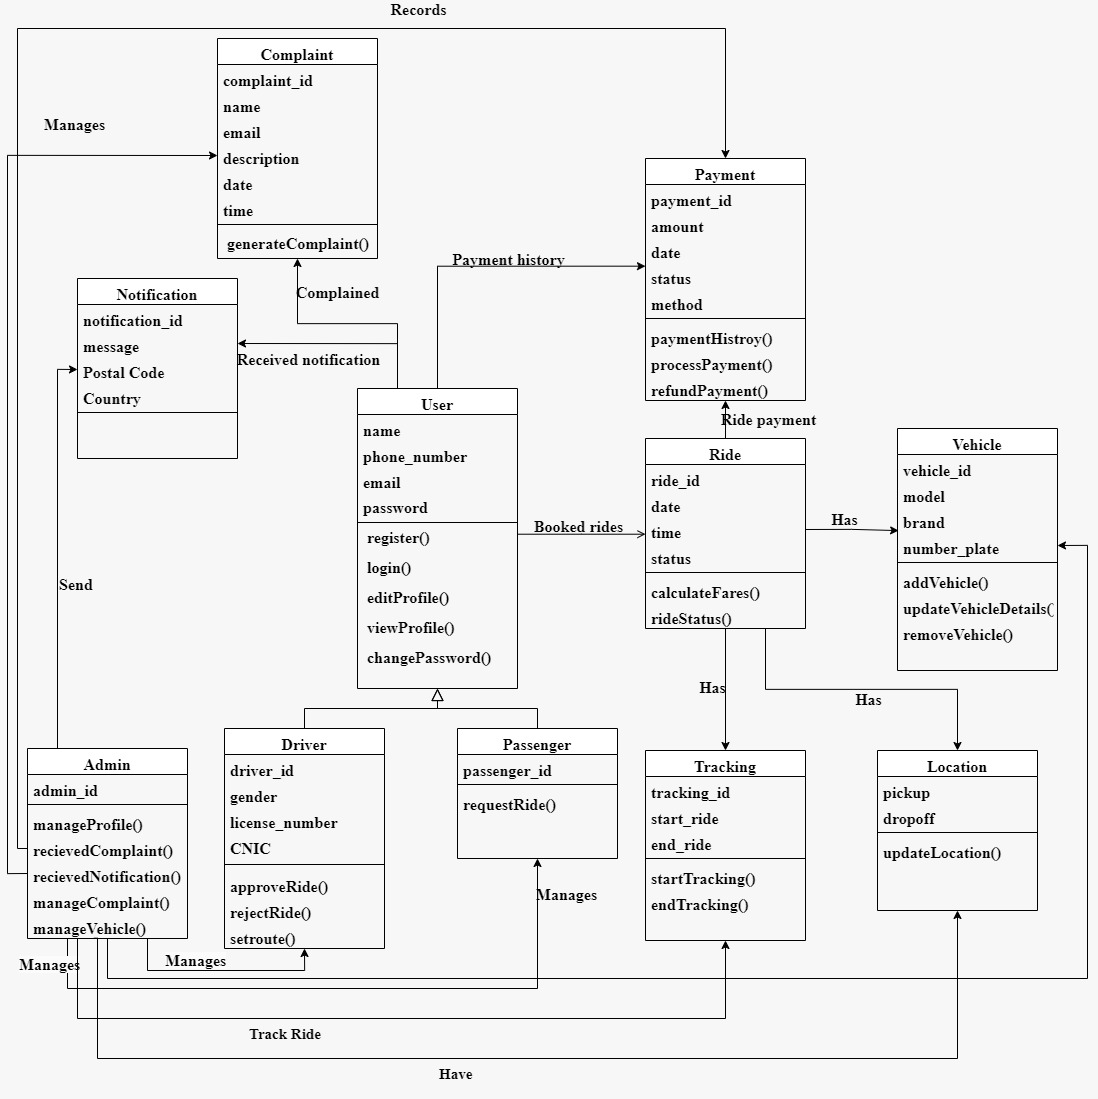 Records
Complaint
complaint_id
name
email
description
date
time
generateComplaint()
Manages
Payment
payment_id
amount
date
status
method
paymentHistroy()
processPayment()
refundPayment()
Payment history
Complained
Notification
notification_id
message
Postal Code
Country
Received notification
User
name
phone_number
email
password
register()
login()
editProfile()
viewProfile()
changePassword()
Ride payment
Ride
ride_id
date
time
status
calculateFares()
rideStatus()
Booked rides
Has
Vehicle
vehicle_id
model
brand
number_plate
addVehicle()
updateVehicleDetails(
removeVehicle()
Send
Has
Has
Admin
admin_id
manageProfile()
recievedComplaint()
recievedNotification()
manageComplaint()
manageVehicle()
Driver
driver_id
gender
license_number
CNIC
approveRide()
rejectRide()
setroute()
Passenger
passenger_id
requestRide()
Tracking
tracking_id
start_ride
end_ride
startTracking()
endTracking()
Location
pickup
dropoff
updateLocation()
Manages
Manages
Manages
Track Ride
Have